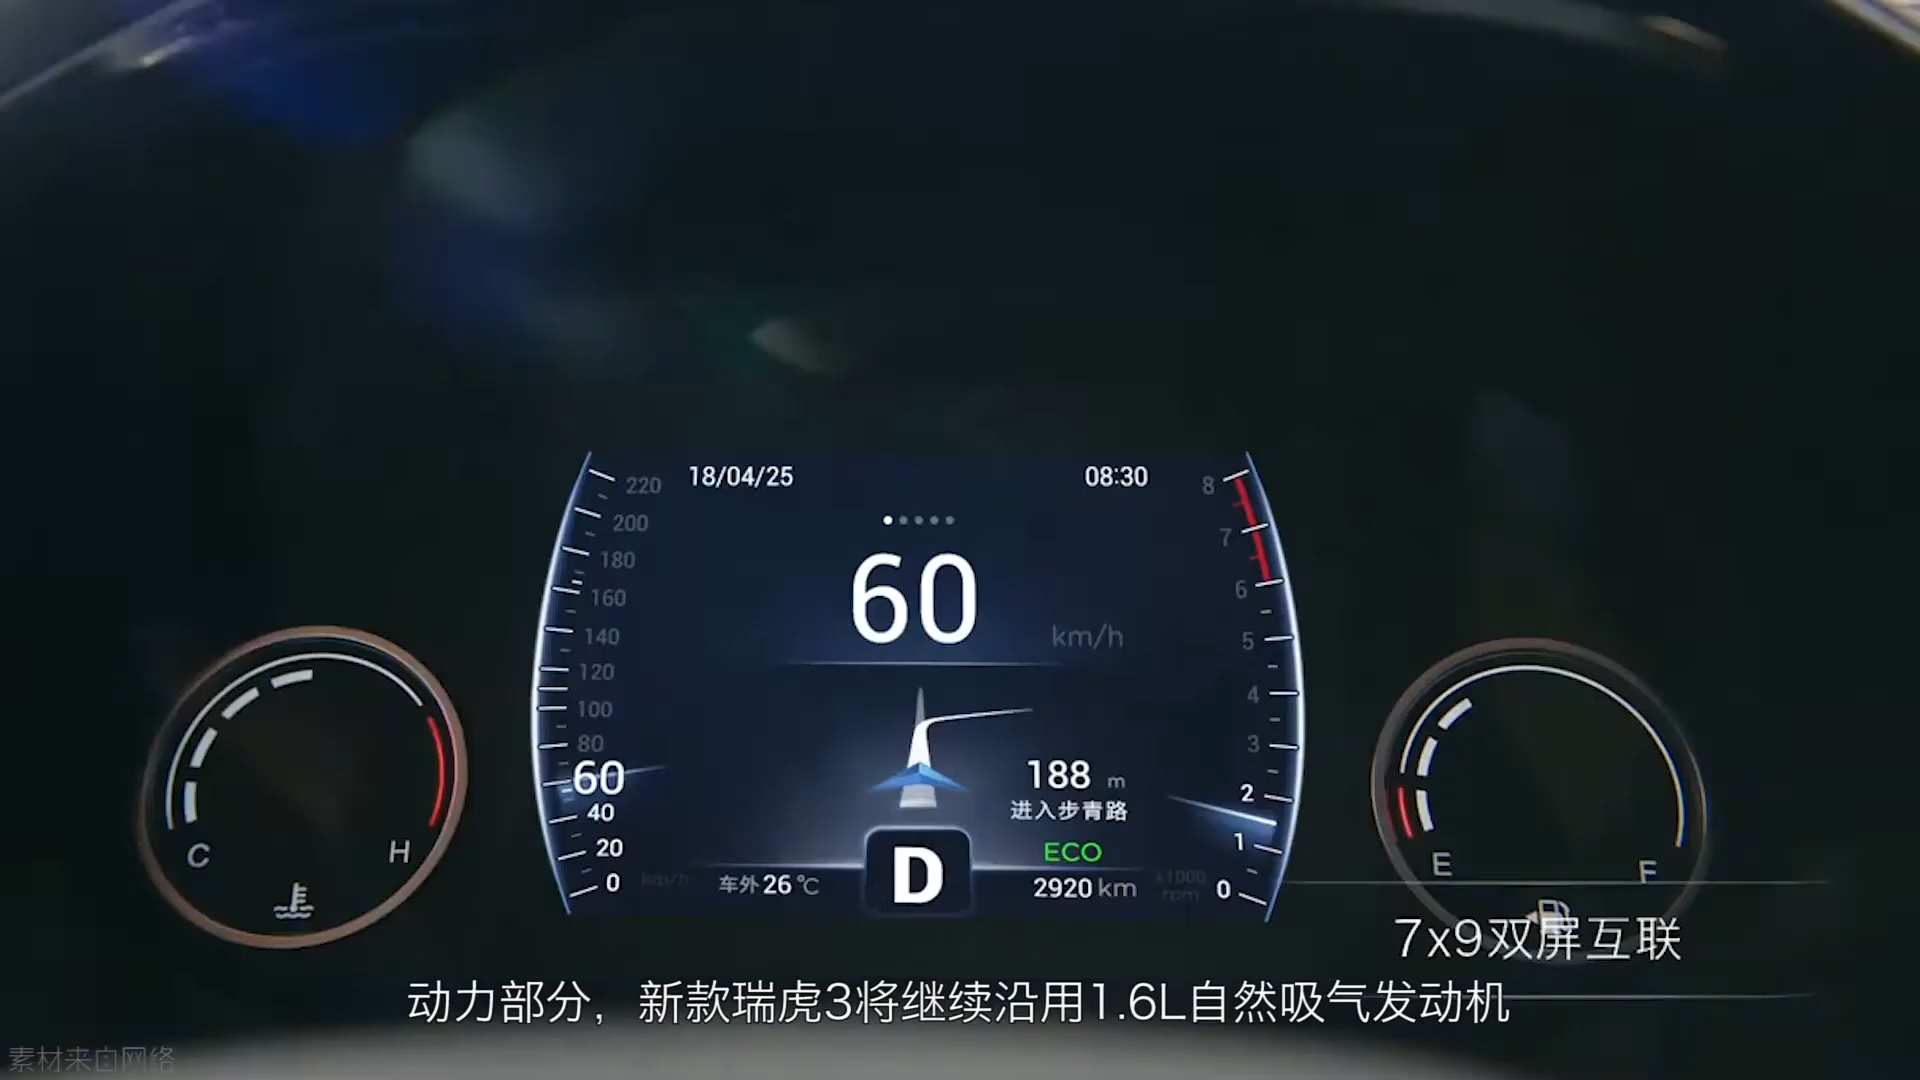 18/04/25
08:30
60
km/h
220
200
180
160
140
120
100
80
60
40
20
0
km/h
8
7
6
5
4
3
2
1
0
x1000
rpm
188 m
进入步青路
ECO
2920 km
车外 26 ℃
D
C
H
E
F
7x9双屏互联
动力部分，新款瑞虎3将继续沿用1.6L自然吸气发动机
素材来自网络